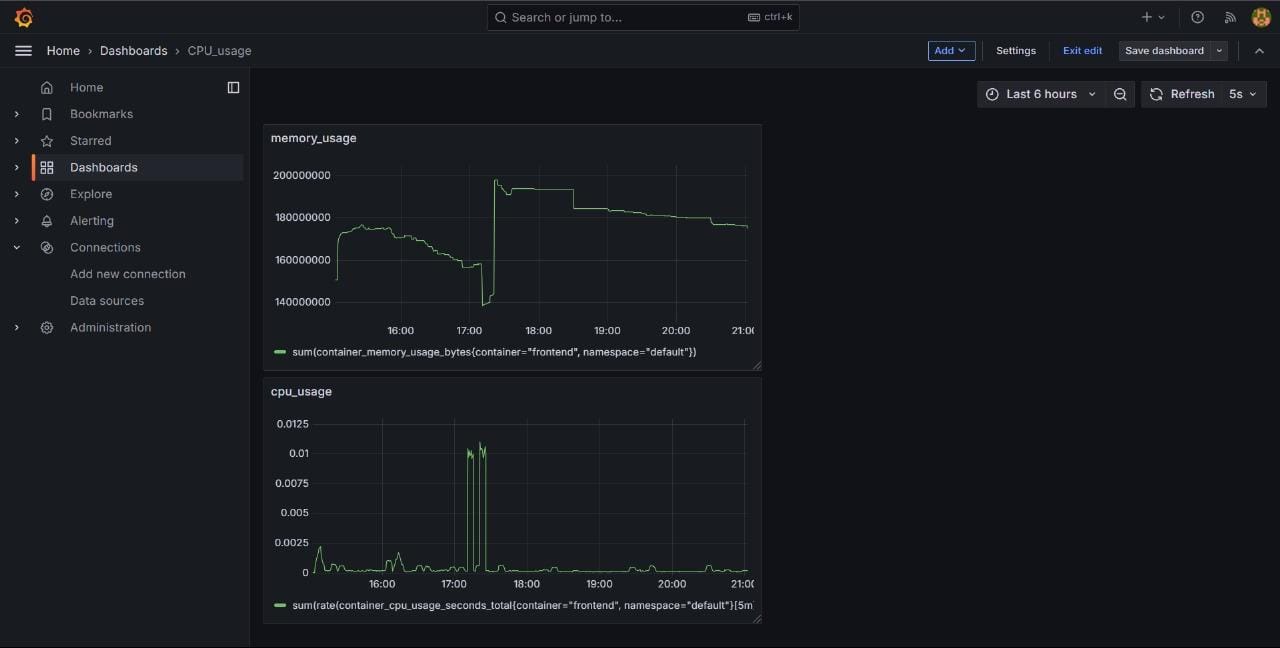 Search or jump to... ctrl+k
Home › Dashboards › CPU_usage
Add Settings Exit edit Save dashboard
Home
Bookmarks
Starred
Dashboards
Explore
Alerting
Connections
Add new connection
Data sources
Administration
Last 6 hours Refresh 5s
memory_usage
200000000
180000000
160000000
140000000
16:00 17:00 18:00 19:00 20:00 21:00
sum(container_memory_usage_bytes{container="frontend", namespace="default"})
cpu_usage
0.0125
0.01
0.0075
0.005
0.0025
0
16:00 17:00 18:00 19:00 20:00 21:00
sum(rate(container_cpu_usage_seconds_total{container="frontend", namespace="default"}[5m]